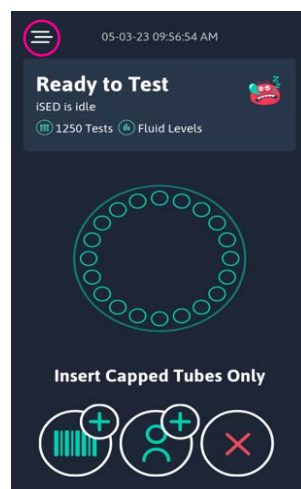 05-03-23 09:56:54 AM
Ready to Test
iSED is idle
1250 Tests Fluid Levels
Insert Capped Tubes Only